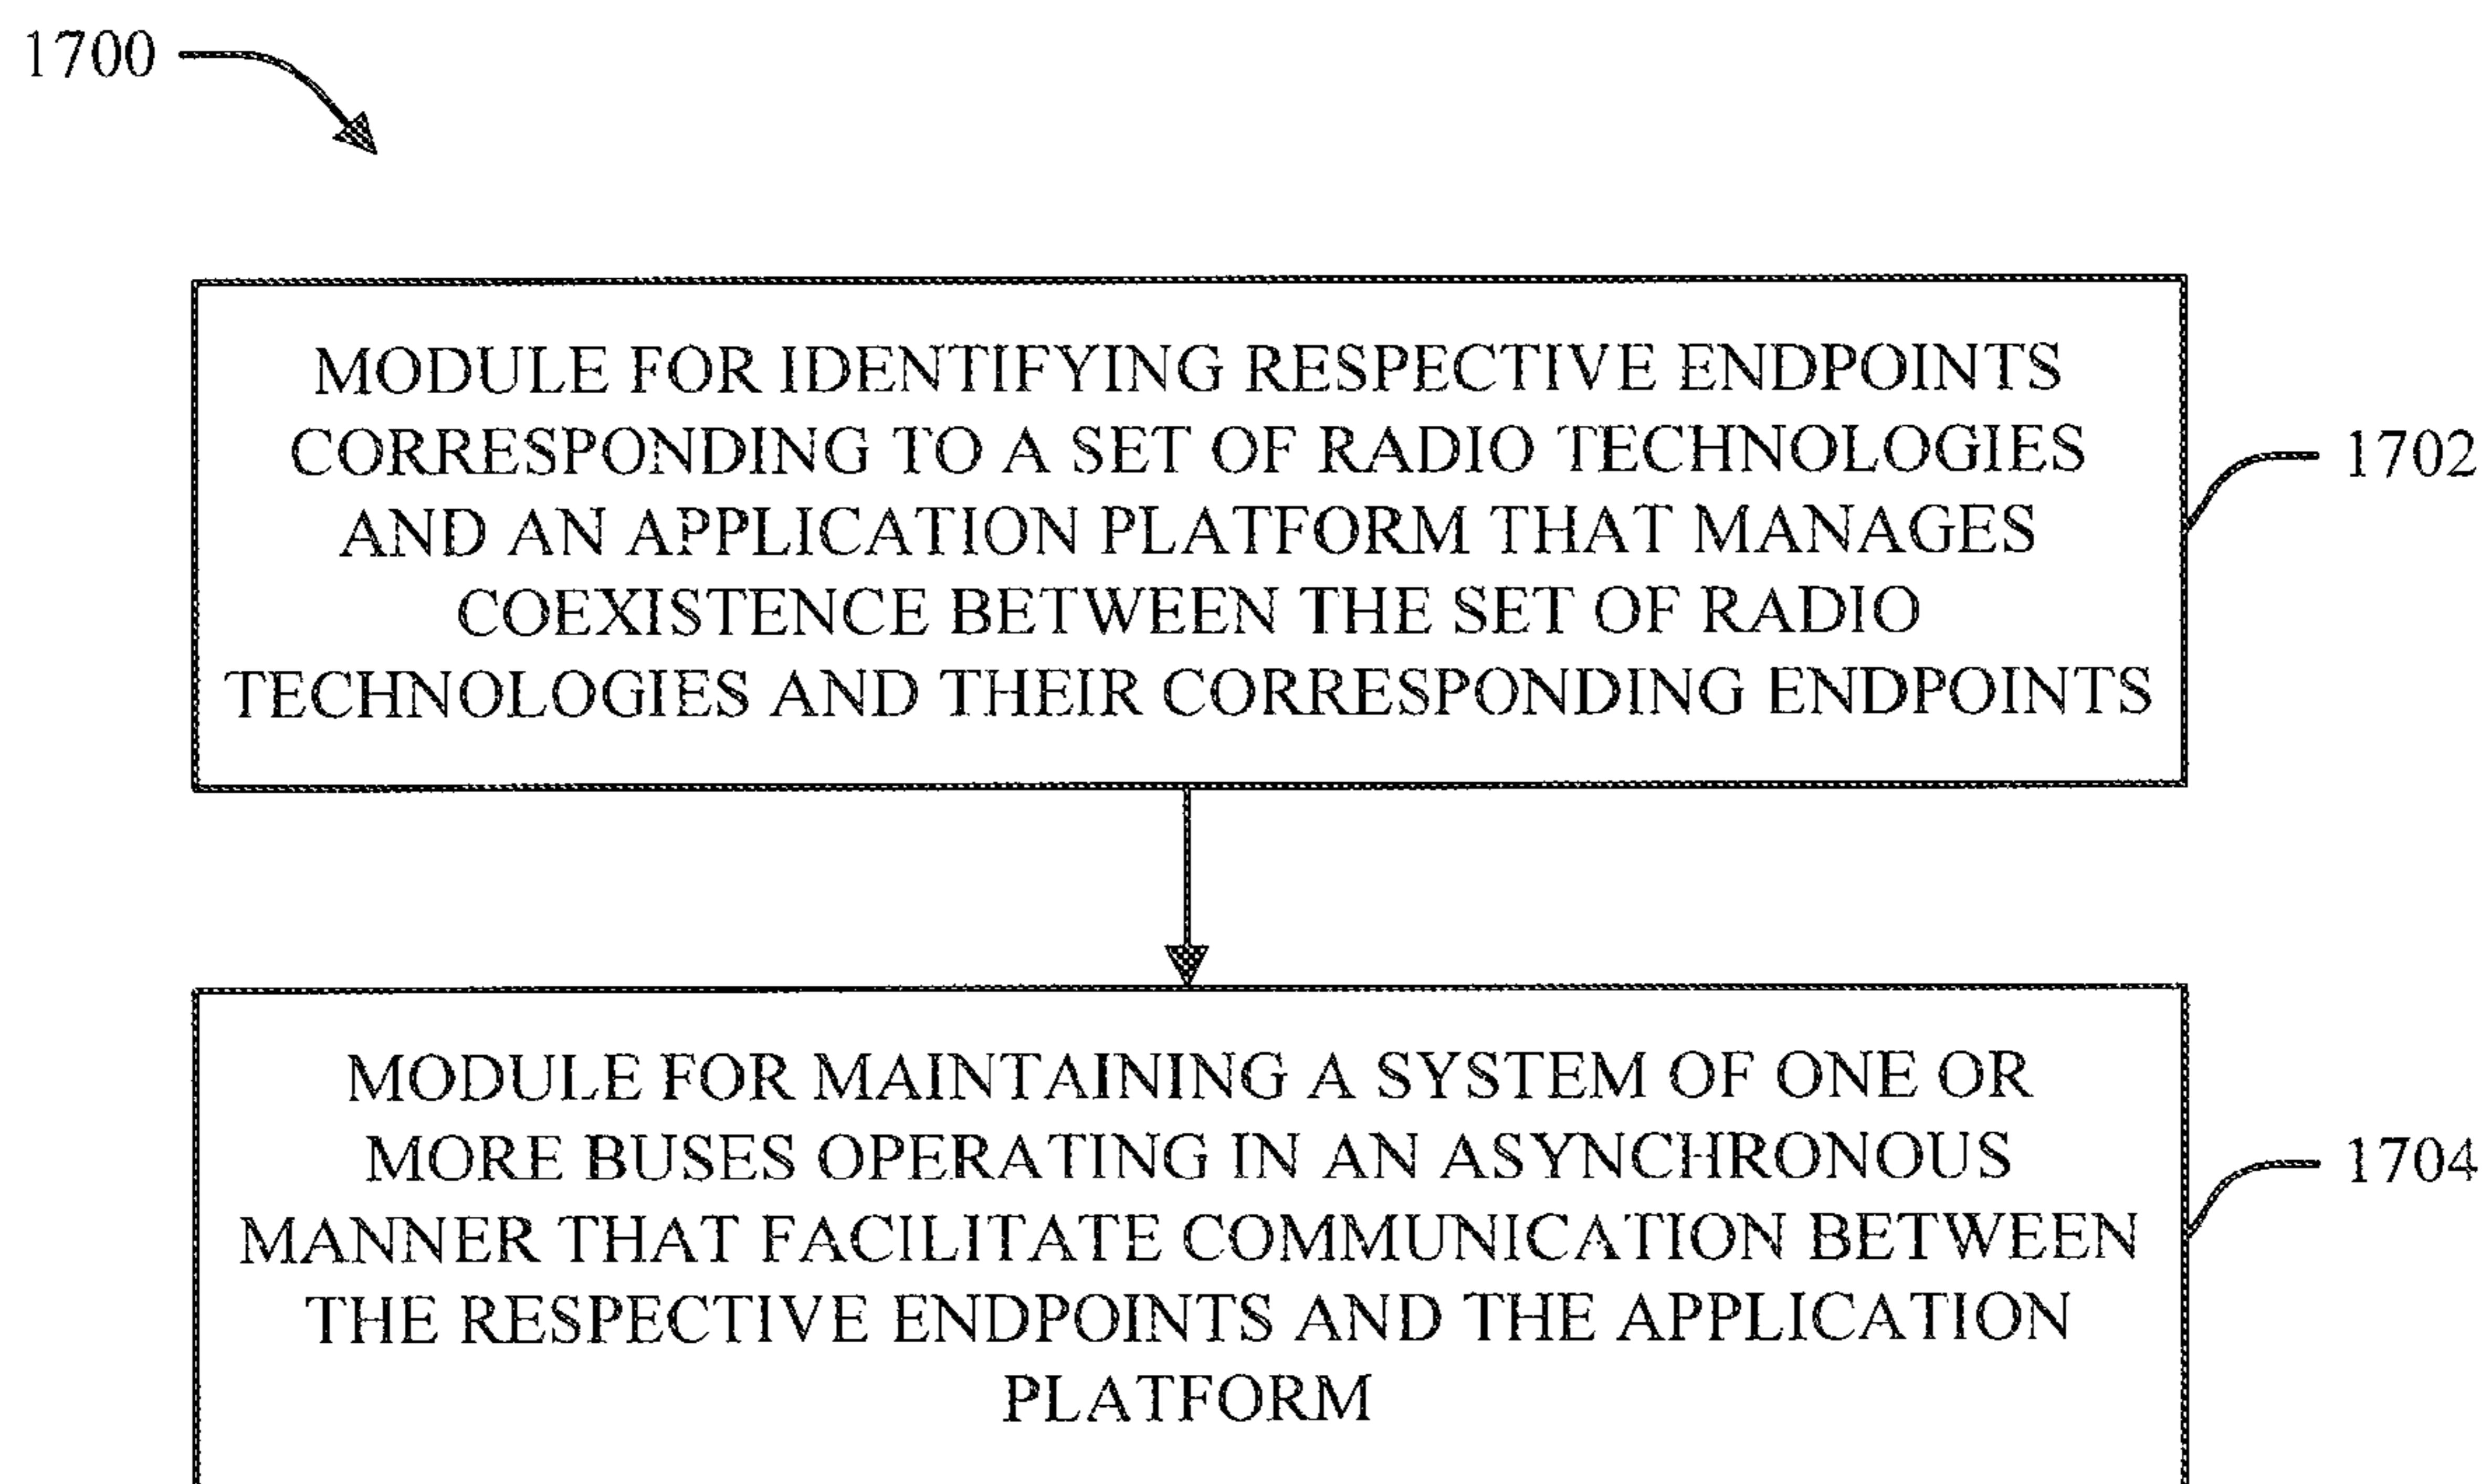 1700
MODULE FOR IDENTIFYING RESPECTIVE ENDPOINTS
CORRESPONDING TO A SET OF RADIO TECHNOLOGIES
AND AN APPLICATION PLATFORM THAT MANAGES
COEXISTENCE BETWEEN THE SET OF RADIO
TECHNOLOGIES AND THEIR CORRESPONDING ENDPOINTS
1702
MODULE FOR MAINTAINING A SYSTEM OF ONE OR
MORE BUSES OPERATING IN AN ASYNCHRONOUS
MANNER THAT FACILITATE COMMUNICATION BETWEEN
THE RESPECTIVE ENDPOINTS AND THE APPLICATION
PLATFORM
1704